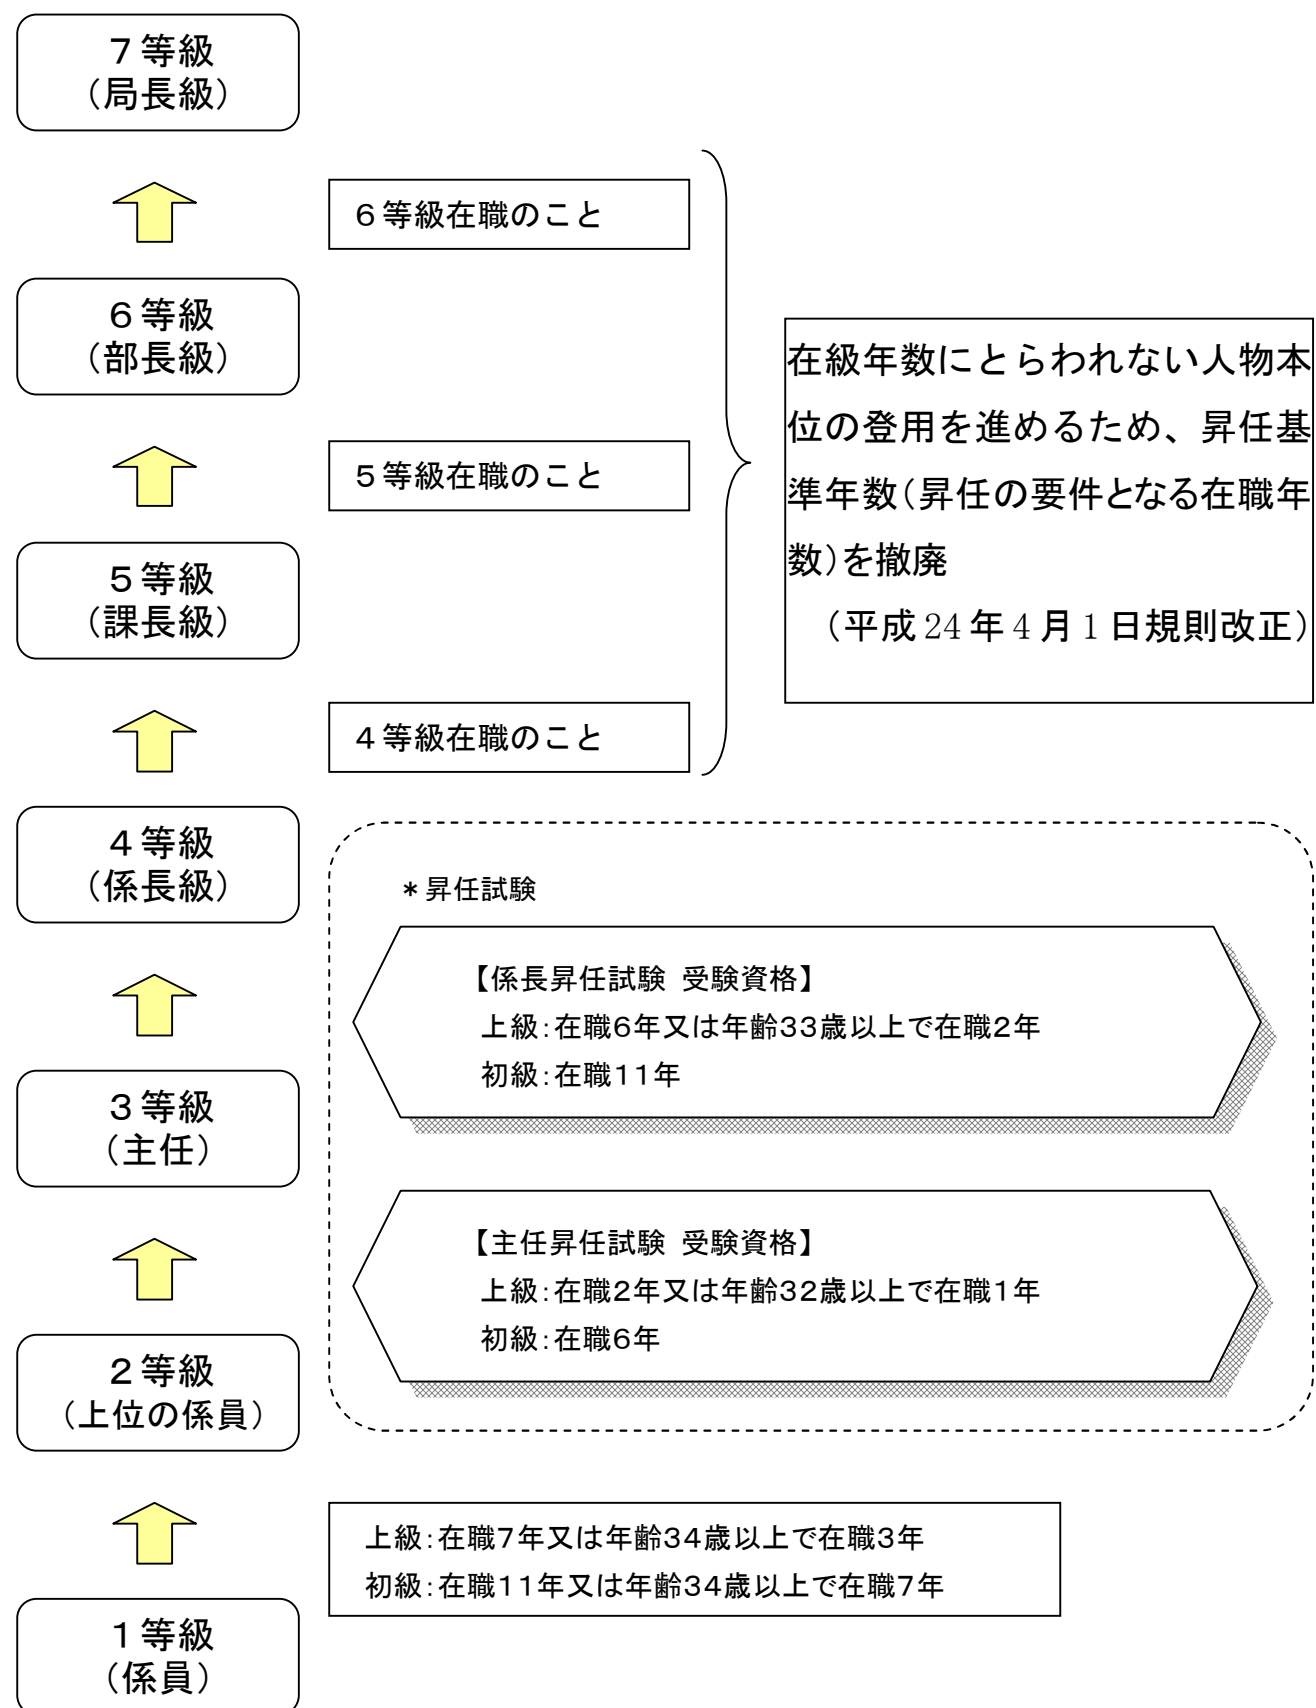 ７等級
（局長級）
６等級在職のこと
６等級
（部長級）
在級年数にとらわれない人物本
位の登用を進めるため、昇任基
準年数（昇任の要件となる在職年
数）を撤廃
（平成24年4月1日規則改正）
５等級在職のこと
５等級
（課長級）
４等級在職のこと
４等級
（係長級）
＊昇任試験
【係長昇任試験 受験資格】
上級：在職6年又は年齢33歳以上で在職2年
初級：在職11年
３等級
（主任）
【主任昇任試験 受験資格】
上級：在職2年又は年齢32歳以上で在職1年
初級：在職6年
２等級
（上位の係員）
上級：在職7年又は年齢34歳以上で在職3年
初級：在職11年又は年齢34歳以上で在職7年
１等級
（係員）